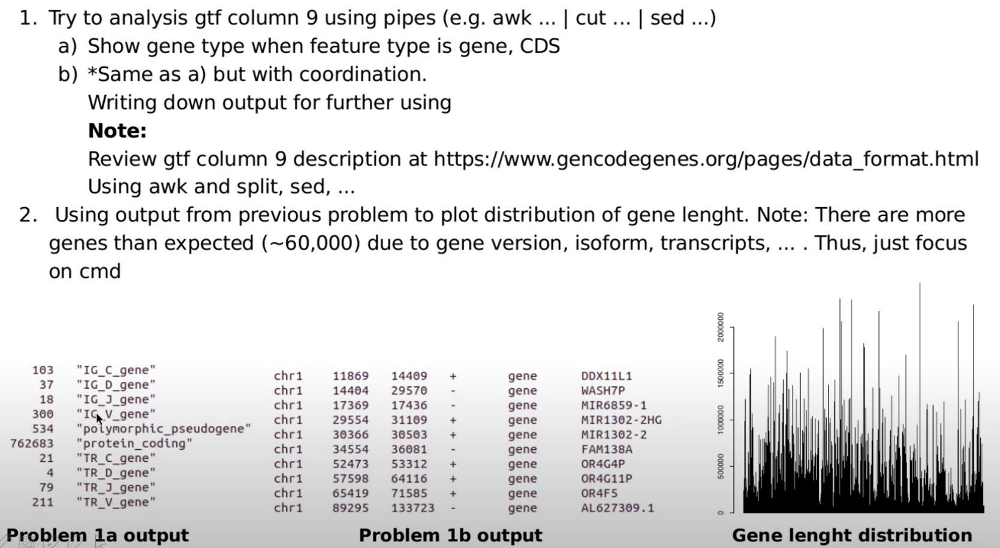 1. Try to analysis gtf column 9 using pipes (e.g. awk ... | cut ... | sed ...)
a) Show gene type when feature type is gene, CDS
b) *Same as a) but with coordination.
Writing down output for further using
Note:
Review gtf column 9 description at https://www.gencodegenes.org/pages/data_format.html
Using awk and split, sed, ...
2. Using output from previous problem to plot distribution of gene lenght. Note: There are more
genes than expected (~60,000) due to gene version, isoform, transcripts, ... . Thus, just focus
on cmd
103 "IG_C_gene"
37 "IG_D_gene"
18 "IG_J_gene"
300 "IG_V_gene"
534 "polymorphic_pseudogene"
762683 "protein_coding"
21 "TR_C_gene"
4 "TR_D_gene"
79 "TR_J_gene"
211 "TR_V_gene"
Problem 1a output
chr1 11869 14409 + gene DDX11L1
chr1 14404 29570 - gene WASH7P
chr1 17369 17436 - gene MIR6859-1
chr1 29554 31109 + gene MIR1302-2HG
chr1 30366 30503 + gene MIR1302-2
chr1 34554 36081 - gene FAM138A
chr1 52473 53312 + gene OR4G4P
chr1 57598 64116 + gene OR4G11P
chr1 65419 71585 + gene OR4F5
chr1 89295 133723 - gene AL627309.1
Problem 1b output
2000000
1500000
1000000
500000
0
Gene lenght distribution